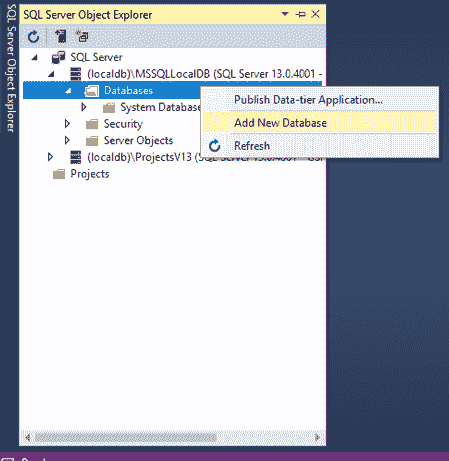 SQL Server Object Explorer
SQL Server Object Explorer
SQL Server
(localdb)\MSSQLLocalDB (SQL Server 13.0.4001 -
Databases
System Database
Security
Server Objects
(localdb)\ProjectsV13 (SQL Server
Projects
Publish Data-tier Application...
Add New Database
Refresh